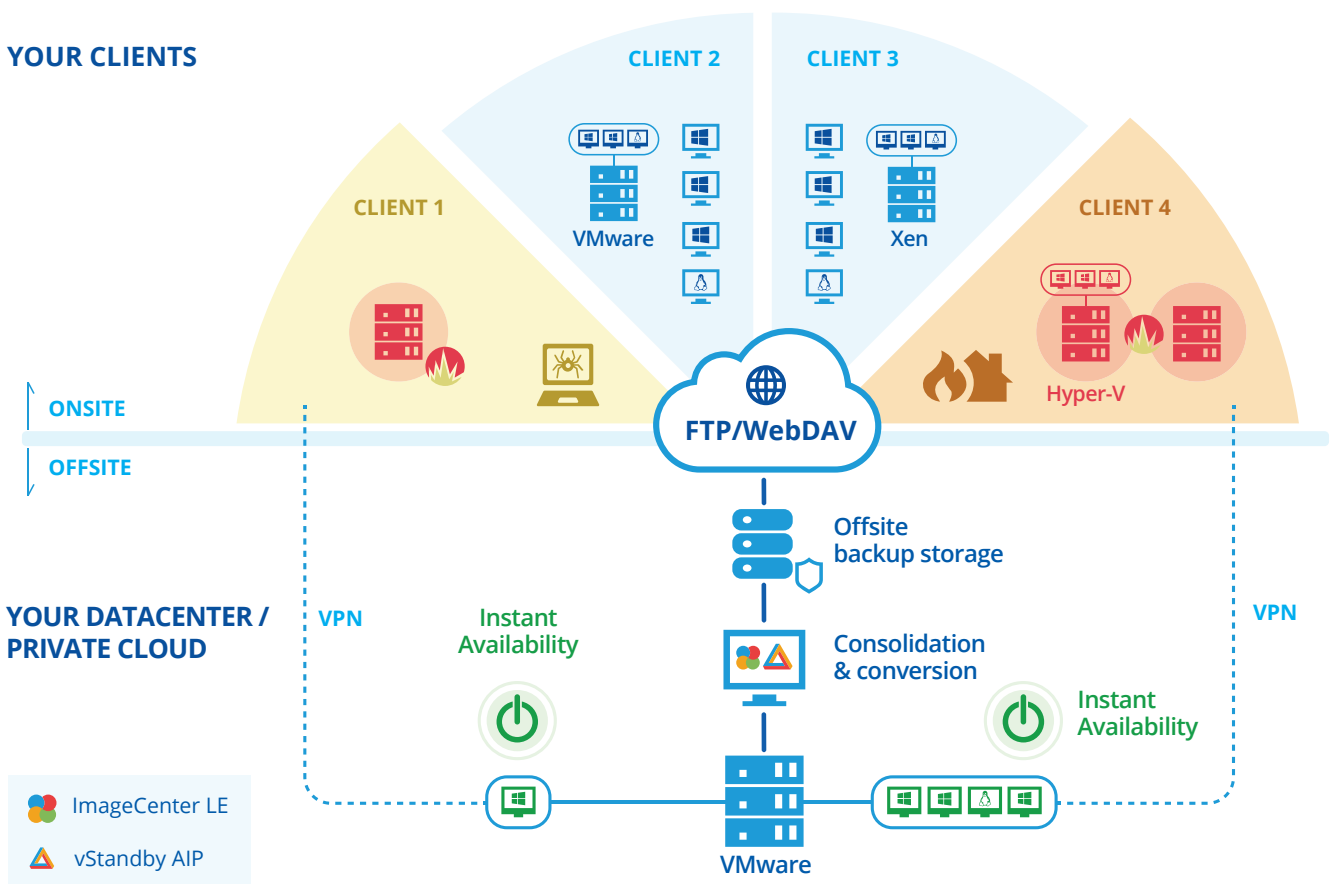 YOUR CLIENTS
CLIENT 1
CLIENT 2
CLIENT 3
CLIENT 4
VMware
Xen
Hyper-V
ONSITE
OFFSITE
FTP/WebDAV
Offsite
backup storage
YOUR DATACENTER /
PRIVATE CLOUD
VPN
Instant
Availability
Consolidation
& conversion
VPN
Instant
Availability
VMware
ImageCenter LE
vStandby AIP